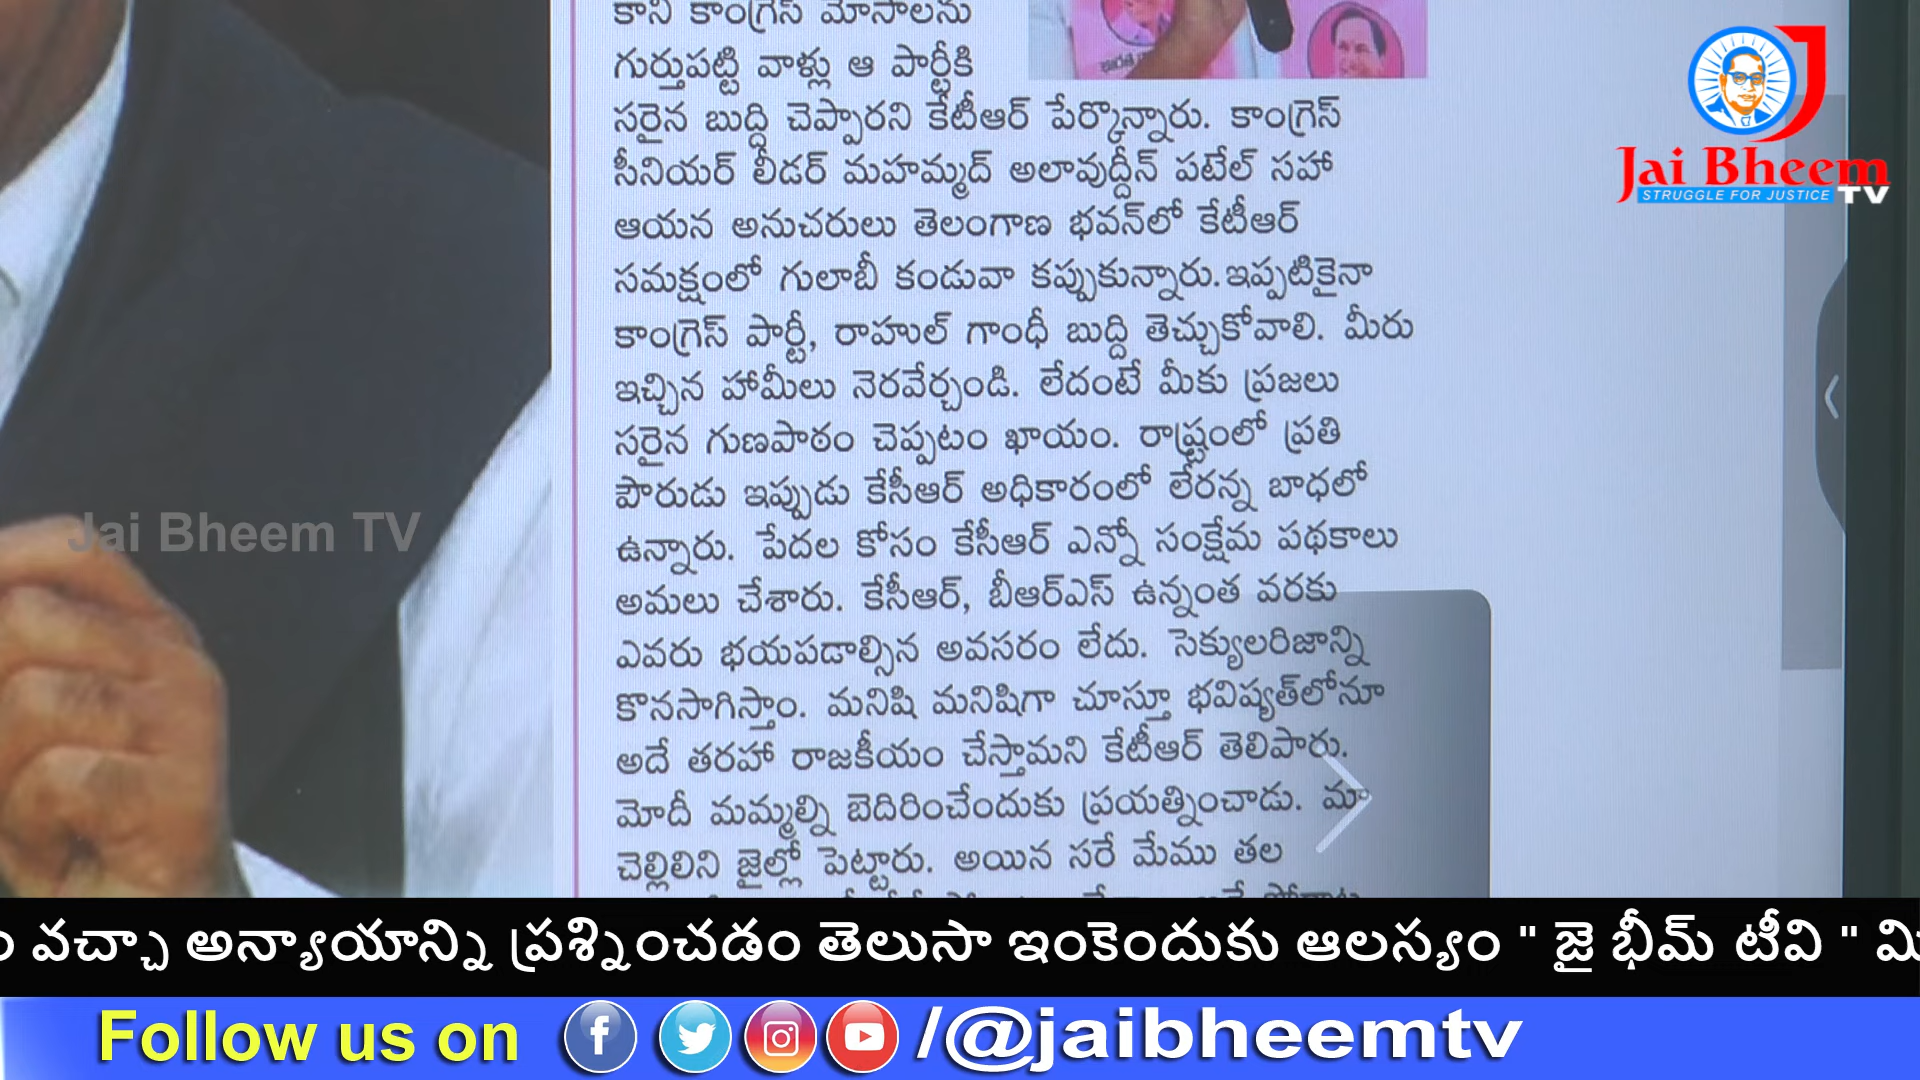 కానీ కాంగ్రెస్ మోసాలను
గుర్తుపట్టి వాళ్లు ఆ పార్టీకి
సరైన బుద్ధి చెప్పారని కేటీఆర్ పేర్కొన్నారు. కాంగ్రెస్
సీనియర్ లీడర్ మహమ్మద్ అలావుద్దీన్ పటేల్ సహా
ఆయన అనుచరులు తెలంగాణ భవన్‌లో కేటీఆర్
సమక్షంలో గులాబీ కండువా కప్పుకున్నారు. ఇప్పటికైనా
కాంగ్రెస్ పార్టీ, రాహుల్ గాంధీ బుద్ది తెచ్చుకోవాలి. మీరు
ఇచ్చిన హామీలు నెరవేర్చండి. లేదంటే మీకు ప్రజలు
సరైన గుణపాఠం చెప్పటం ఖాయం. రాష్ట్రంలో ప్రతి
పౌరుడు ఇప్పుడు కేసీఆర్ అధికారంలో లేరన్న బాధలో
ఉన్నారు. పేదల కోసం కేసీఆర్ ఎన్నో సంక్షేమ పథకాలు
అమలు చేశారు. కేసీఆర్, బీఆర్ఎస్ ఉన్నంత వరకు
ఎవరు భయపడాల్సిన అవసరం లేదు. సెక్యులరిజాన్ని
కొనసాగిస్తాం. మనిషి మనిషిగా చూస్తూ భవిష్యత్‌లోనూ
అదే తరహా రాజకీయం చేస్తామని కేటీఆర్ తెలిపారు.
మోదీ మమ్మల్ని బెదిరించేందుకు ప్రయత్నించాడు. మా
చెల్లిలిని జైల్లో పెట్టారు. అయిన సరే మేము తల
Jai Bheem TV
STRUGGLE FOR JUSTICE
Jai Bheem TV
వచ్చా అన్యాయాన్ని ప్రశ్నించడం తెలుసా ఇంకెందుకు ఆలస్యం " జై భీమ్ టీవి "
Follow us on /@jaibheemtv